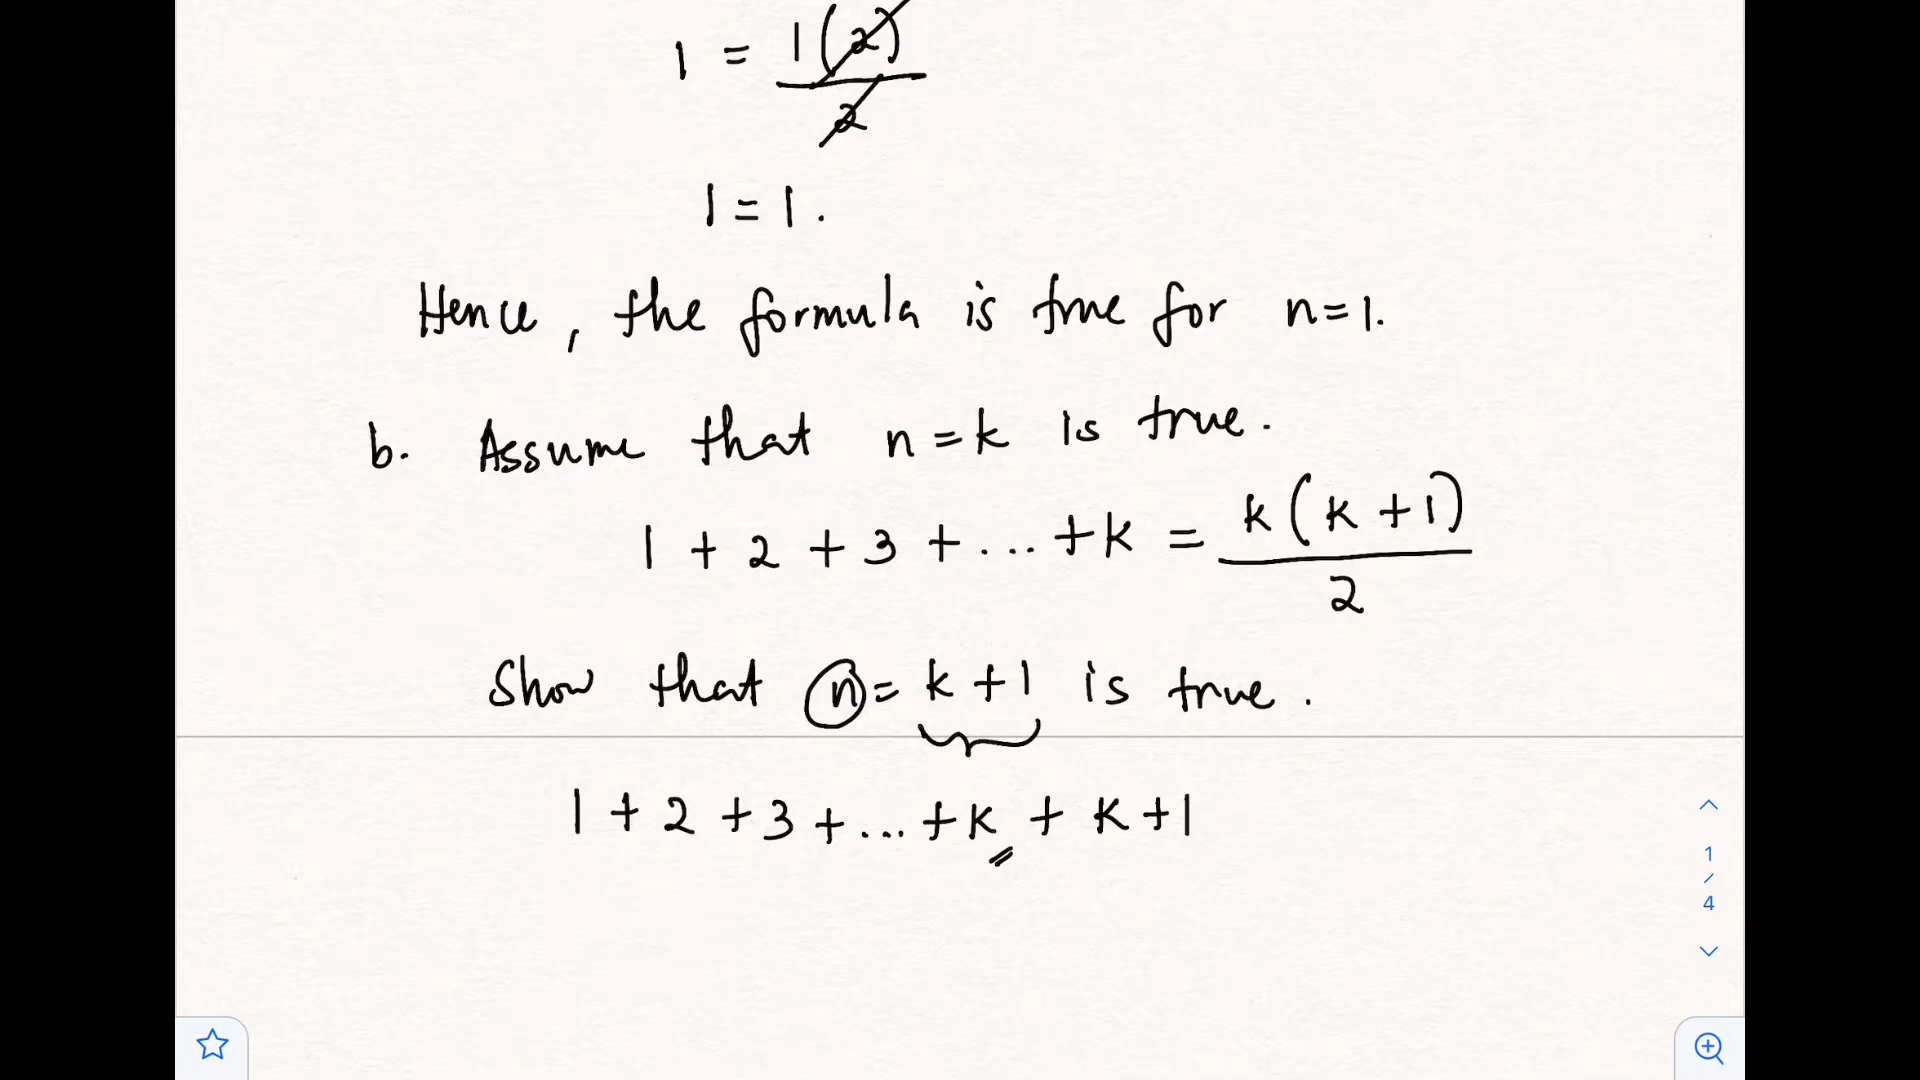 1 = 1(2)/2
1 = 1.
Hence, the formula is true for n=1.
b. Assume that n=k is true.
1 + 2 + 3 + ... + k = k(k+1)/2
Show that n = k+1 is true.
1 + 2 + 3 + ... + k + k+1
1
/
4